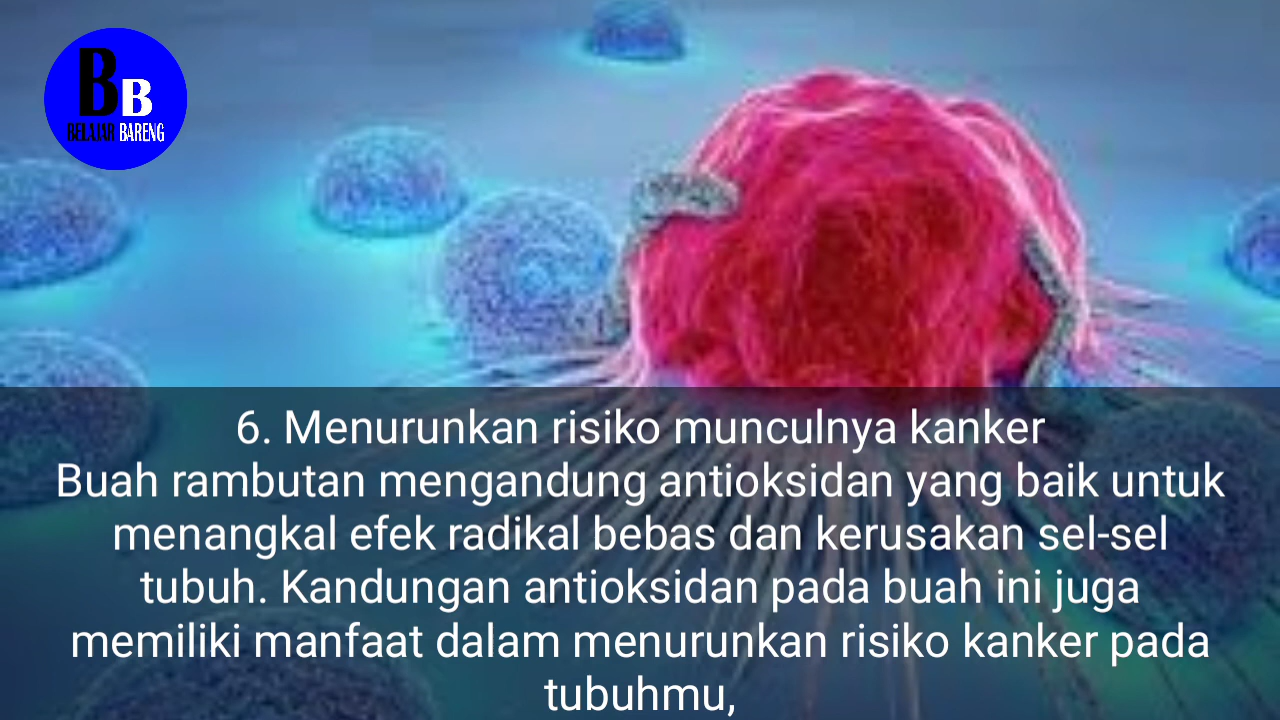 BB
BELAJAR BARENG
6. Menurunkan risiko munculnya kanker
Buah rambutan mengandung antioksidan yang baik untuk
menangkal efek radikal bebas dan kerusakan sel-sel
tubuh. Kandungan antioksidan pada buah ini juga
memiliki manfaat dalam menurunkan risiko kanker pada
tubuhmu,